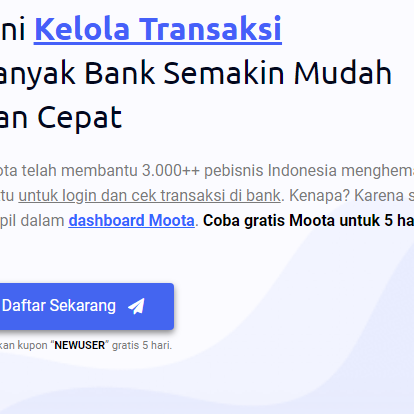 ni Kelola Transaksi
anyak Bank Semakin Mudah
an Cepat
ota telah membantu 3.000++ pebisnis Indonesia menghema
tu untuk login dan cek transaksi di bank. Kenapa? Karena s
pil dalam dashboard Moota. Coba gratis Moota untuk 5 ha
Daftar Sekarang
kan kupon "NEWUSER" gratis 5 hari.